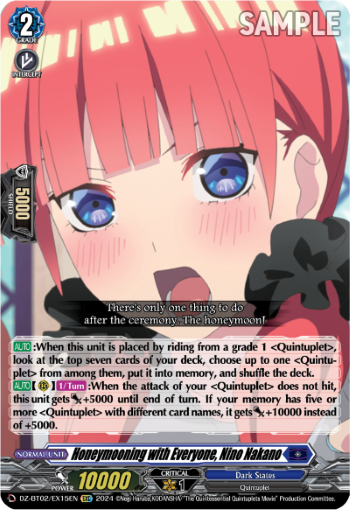 SAMPLE
2
GRADE
INTERCEPT
5000
SHIELD
There's only one thing to do
after the ceremony. The honeymoon!
AUTO:When this unit is placed by riding from a grade 1 <Quintuplet>,
look at the top seven cards of your deck, choose up to one <Quintu-
plet> from among them, put it into memory, and shuffle the deck.
AUTO 1/Turn:When the attack of your <Quintuplet> does not hit,
this unit gets +5000 until end of turn. If your memory has five or
more <Quintuplet> with different card names, it gets +10000 instead
of +5000.
NORMAL UNIT
Honeymooning with Everyone, Nino Nakano
POWER 10000
CRITICAL
1
Dark States
Quintuplet
DZ-BT02/EX15EN 2024 ©Negi Haruba,KODANSHA/"The Quintessential Quintuplets Movie" Production Committee.